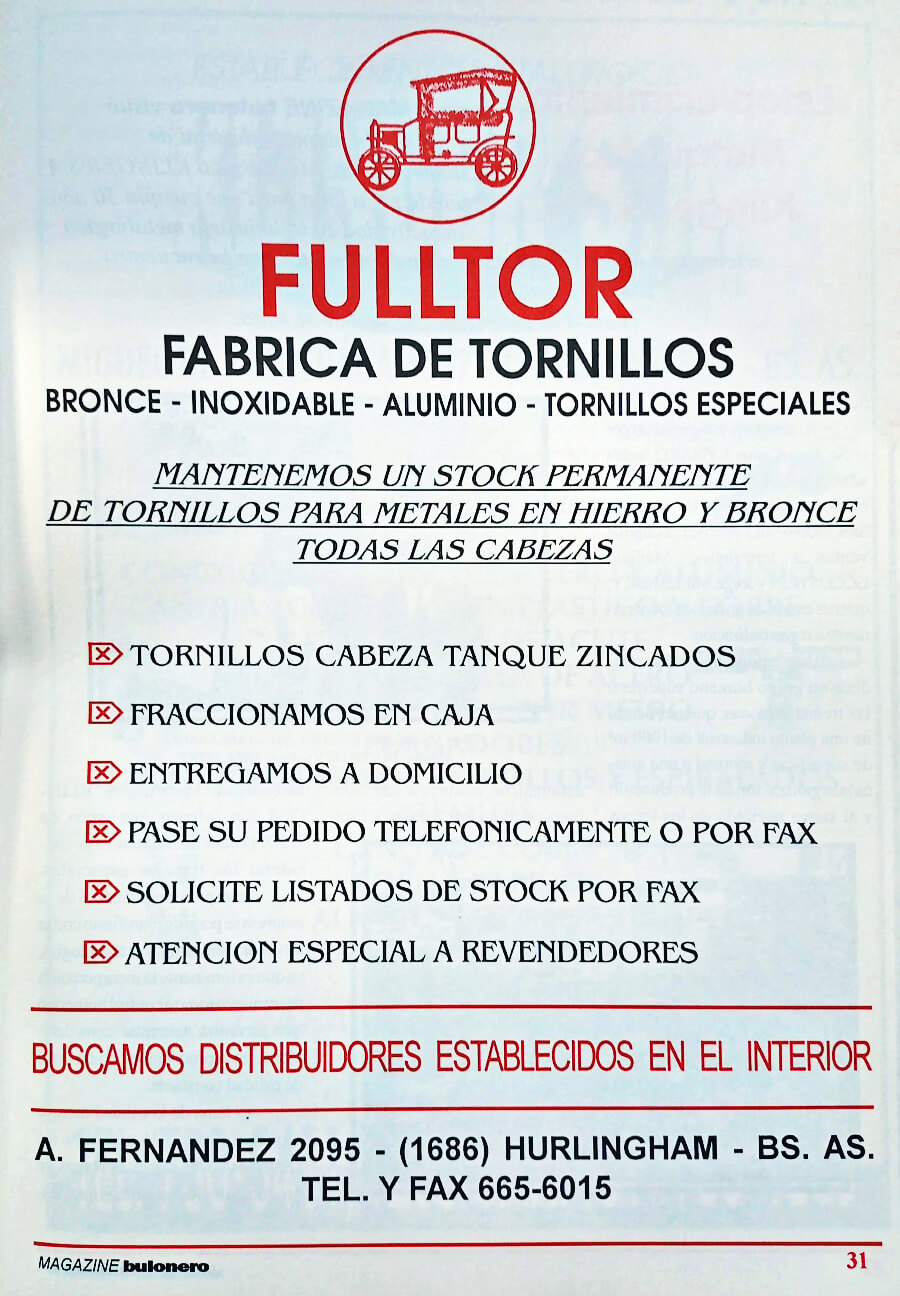 FULLTOR
FABRICA DE TORNILLOS
BRONCE - INOXIDABLE - ALUMINIO - TORNILLOS ESPECIALES
MANTENEMOS UN STOCK PERMANENTE
DE TORNILLOS PARA METALES EN HIERRO Y BRONCE
TODAS LAS CABEZAS
TORNILLOS CABEZA TANQUE ZINCADOS
FRACCIONAMOS EN CAJA
ENTREGAMOS A DOMICILIO
PASE SU PEDIDO TELEFONICAMENTE O POR FAX
SOLICITE LISTADOS DE STOCK POR FAX
ATENCION ESPECIAL A REVENDEDORES
BUSCAMOS DISTRIBUIDORES ESTABLECIDOS EN EL INTERIOR
A. FERNANDEZ 2095 - (1686) HURLINGHAM - BS. AS.
TEL. Y FAX 665-6015
MAGAZINE bulonero 31